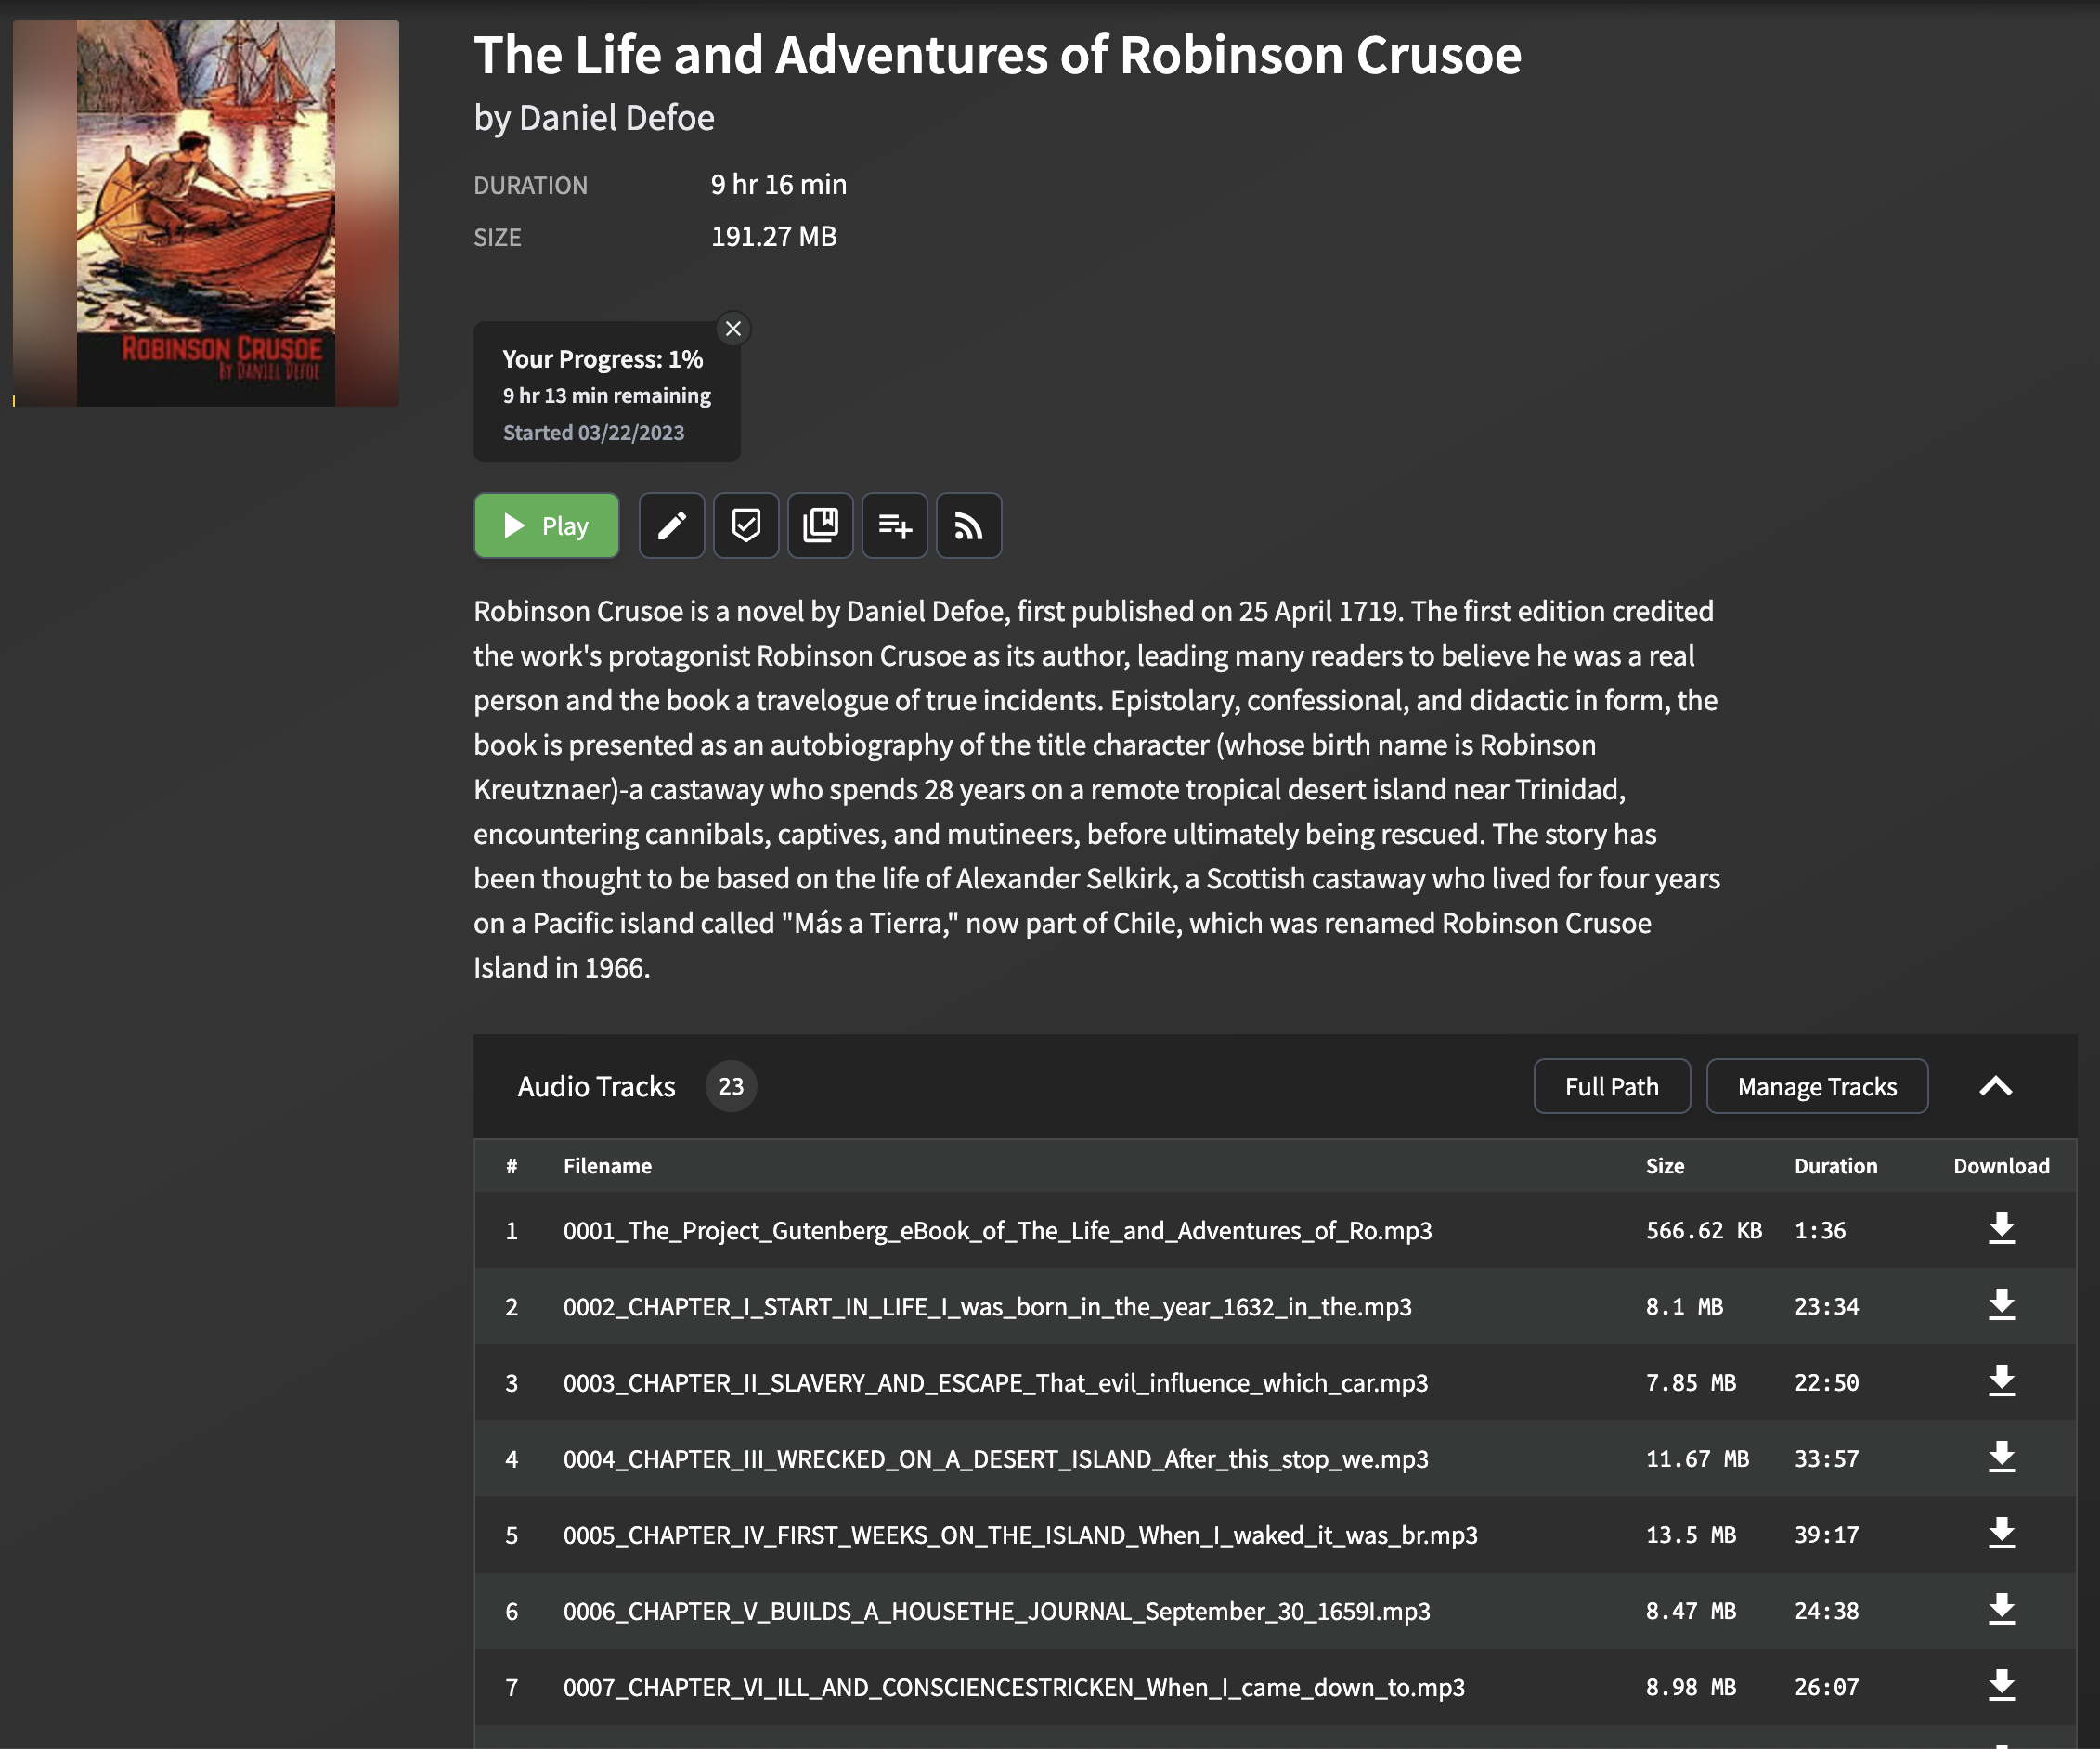 The Life and Adventures of Robinson Crusoe
by Daniel Defoe
DURATION 9 hr 16 min
SIZE 191.27 MB
ROBINSON CRUSOE
BY DANIEL DEFOE
Your Progress: 1%
9 hr 13 min remaining
Started 03/22/2023
Play
Robinson Crusoe is a novel by Daniel Defoe, first published on 25 April 1719. The first edition credited
the work's protagonist Robinson Crusoe as its author, leading many readers to believe he was a real
person and the book a travelogue of true incidents. Epistolary, confessional, and didactic in form, the
book is presented as an autobiography of the title character (whose birth name is Robinson
Kreutznaer)-a castaway who spends 28 years on a remote tropical desert island near Trinidad,
encountering cannibals, captives, and mutineers, before ultimately being rescued. The story has
been thought to be based on the life of Alexander Selkirk, a Scottish castaway who lived for four years
on a Pacific island called "Más a Tierra," now part of Chile, which was renamed Robinson Crusoe
Island in 1966.
Audio Tracks 23 Full Path Manage Tracks
# Filename Size Duration Download
1 0001_The_Project_Gutenberg_eBook_of_The_Life_and_Adventures_of_Ro.mp3 566.62 KB 1:36
2 0002_CHAPTER_I_START_IN_LIFE_I_was_born_in_the_year_1632_in_the.mp3 8.1 MB 23:34
3 0003_CHAPTER_II_SLAVERY_AND_ESCAPE_That_evil_influence_which_car.mp3 7.85 MB 22:50
4 0004_CHAPTER_III_WRECKED_ON_A_DESERT_ISLAND_After_this_stop_we.mp3 11.67 MB 33:57
5 0005_CHAPTER_IV_FIRST_WEEKS_ON_THE_ISLAND_When_I_waked_it_was_br.mp3 13.5 MB 39:17
6 0006_CHAPTER_V_BUILDS_A_HOUSETHE_JOURNAL_September_30_1659I.mp3 8.47 MB 24:38
7 0007_CHAPTER_VI_ILL_AND_CONSCIENCESTRICKEN_When_I_came_down_to.mp3 8.98 MB 26:07